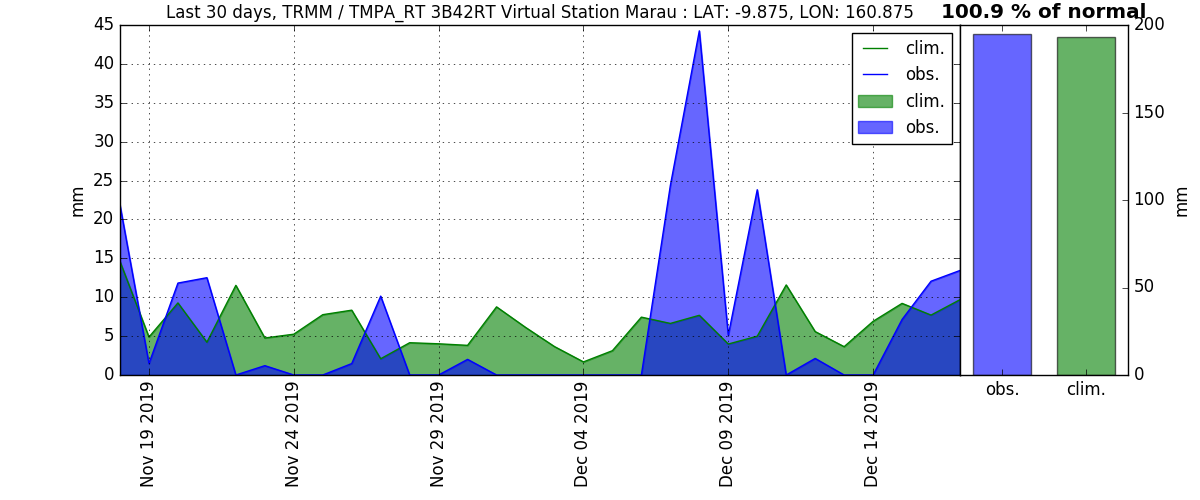 Last 30 days, TRMM / TMPA_RT 3B42RT Virtual Station Marau : LAT: -9.875, LON: 160.875
100.9 % of normal
45
40
35
30
25
20
15
10
5
0
mm
clim.
obs.
clim.
obs.
Nov 19 2019
Nov 24 2019
Nov 29 2019
Dec 04 2019
Dec 09 2019
Dec 14 2019
200
150
100
50
0
mm
obs.
clim.